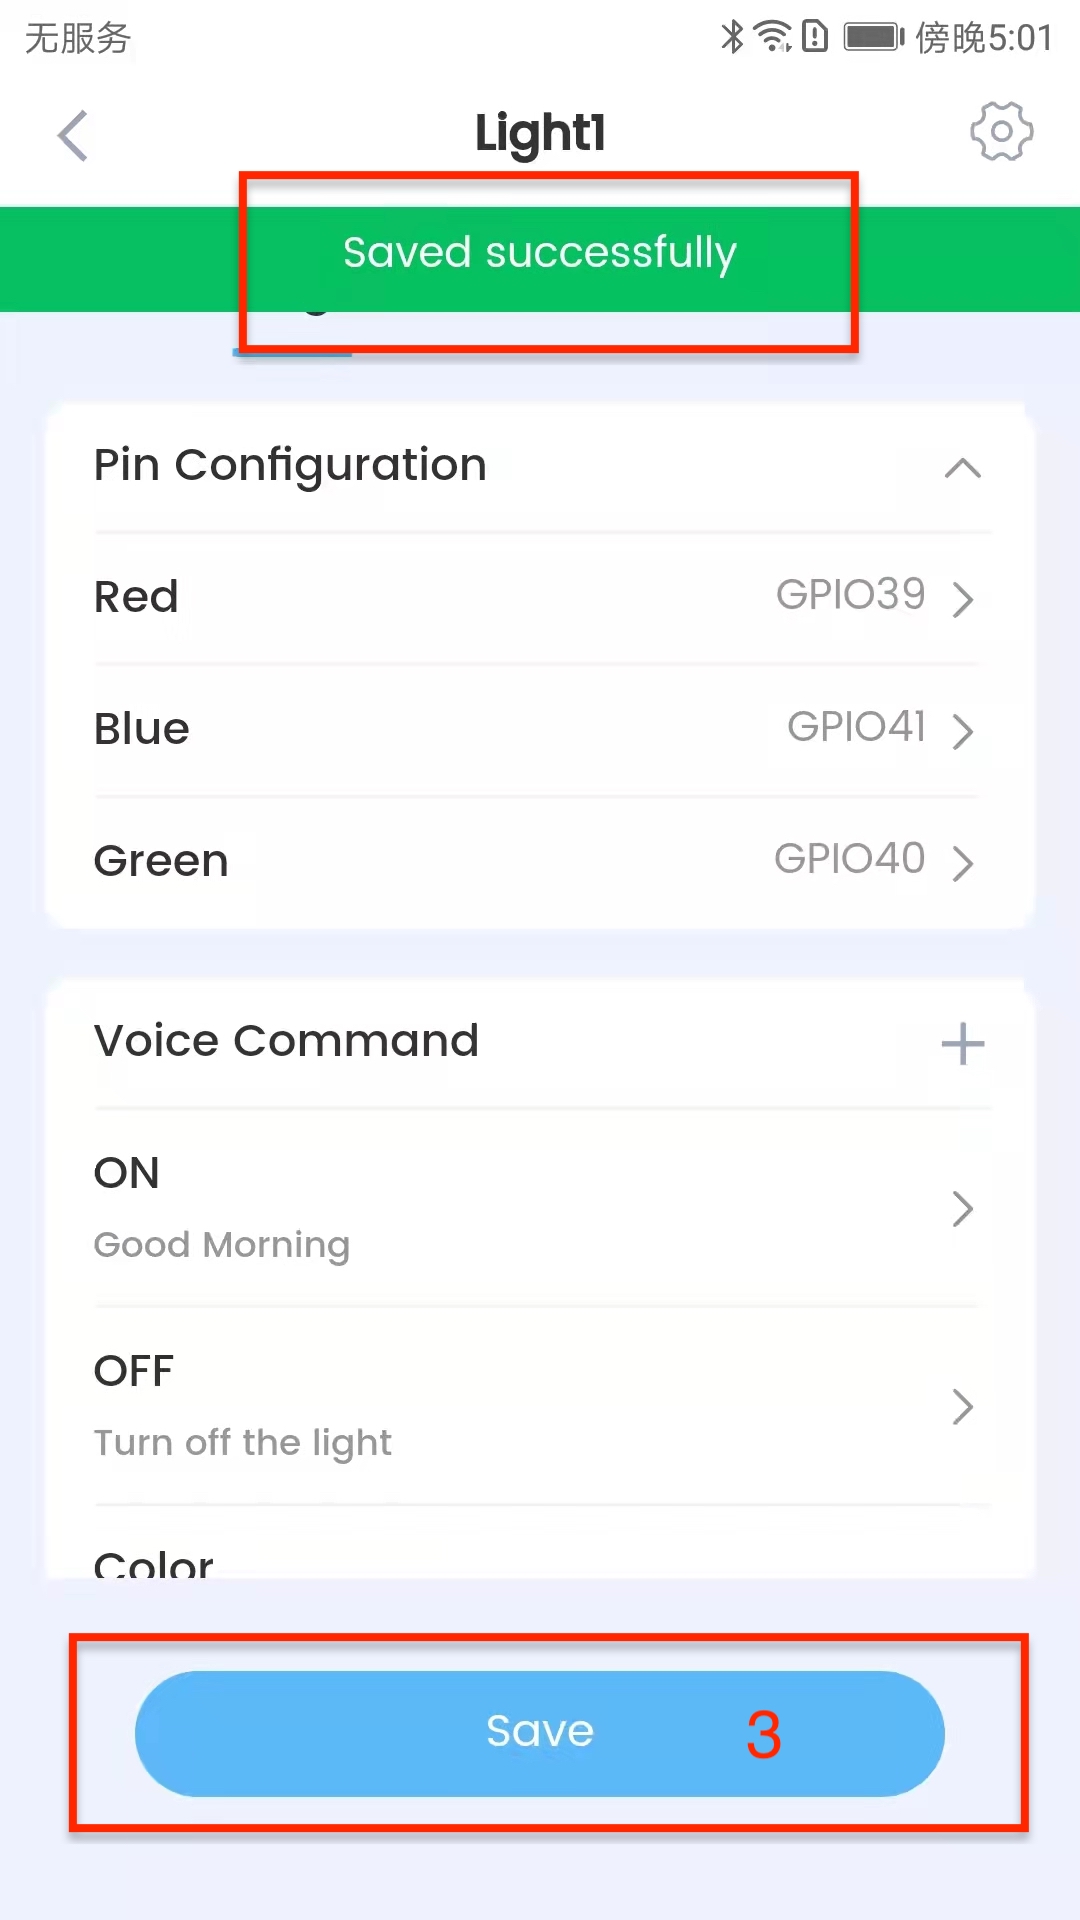 无服务 傍晚5:01
Light1
Saved successfully
Pin Configuration
Red GPIO39
Blue GPIO41
Green GPIO40
Voice Command
ON
Good Morning
OFF
Turn off the light
Color
Save 3